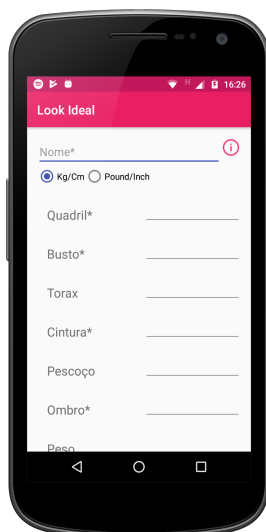 H 16:26
Look Ideal
Nome*
Kg/Cm Pound/Inch
Quadril*
Busto*
Torax
Cintura*
Pescoço
Ombro*
Peso